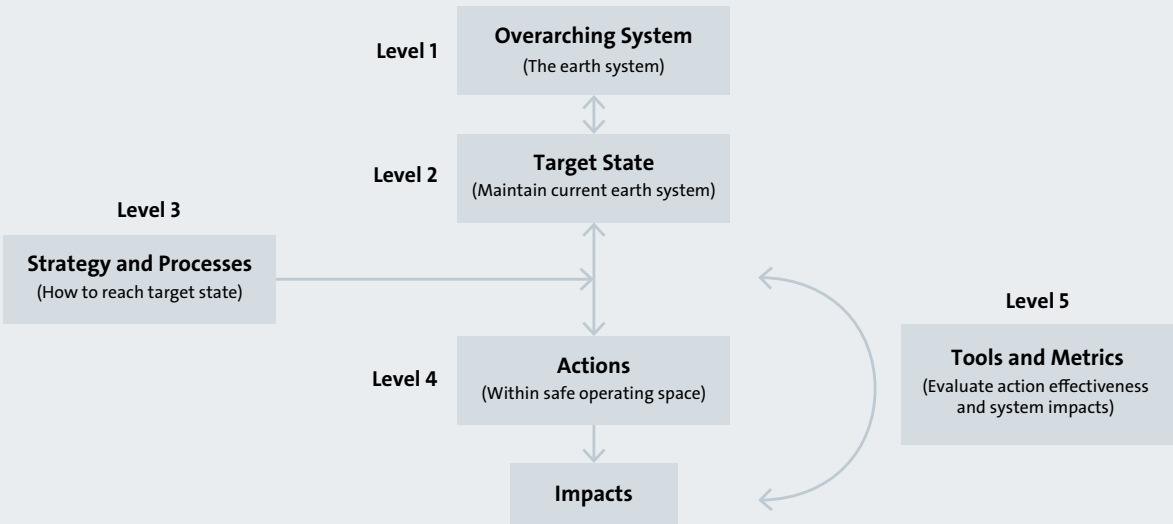 Level 1
Overarching System
(The earth system)
Level 2
Target State
(Maintain current earth system)
Level 3
Strategy and Processes
(How to reach target state)
Level 4
Actions
(Within safe operating space)
Level 5
Tools and Metrics
(Evaluate action effectiveness
and system impacts)
Impacts